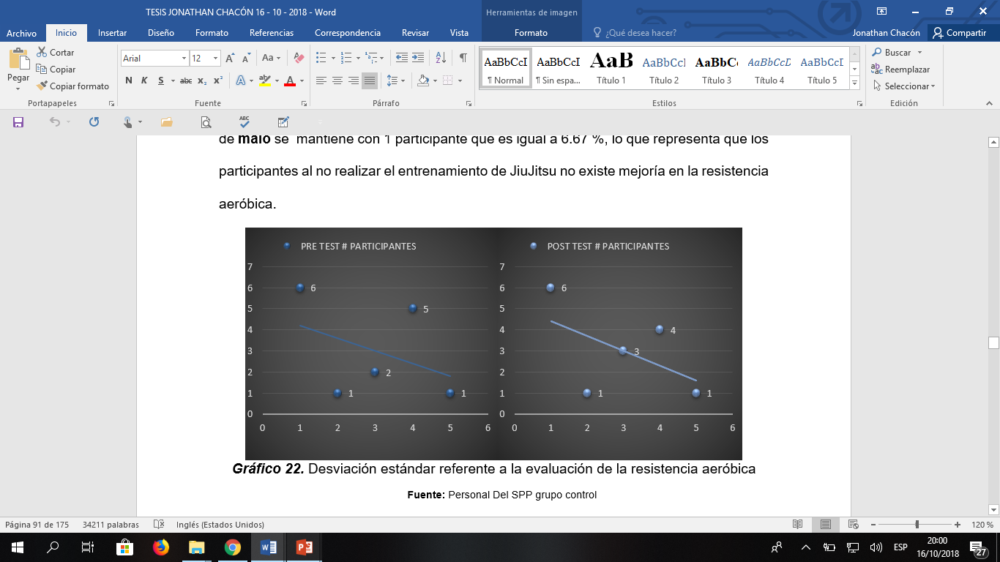 TESIS JONATHAN CHACÓN 16 - 10 - 2018 - Word
Herramientas de imagen
Archivo Inicio Insertar Diseño Formato Referencias Correspondencia Revisar Vista Formato ¿Qué desea hacer? Jonathan Chacón Compartir
Pegar
Cortar
Copiar
Copiar formato
Portapapeles
Arial 12
Aa
N K S abc x₂ x²
Fuente
Párrafo
AaBbCcI AaBbCcI AaB AaBbCcI AaBbC AaBbCcD AaBbCcI
¶ Normal ¶ Sin espa... Título 1 Título 2 Título 3 Título 4 Título 5
Estilos
Buscar
Reemplazar
Seleccionar
Edición
ABC
de malo se mantiene con 1 participante que es igual a 6.67 %, lo que representa que los
participantes al no realizar el entrenamiento de JiuJitsu no existe mejoría en la resistencia
aeróbica.
PRE TEST # PARTICIPANTES
7
6
5
4
3
2
1
0
6
5
2
1
1
0 1 2 3 4 5 6
POST TEST # PARTICIPANTES
7
6
5
4
3
2
1
0
6
4
3
1
1
0 1 2 3 4 5 6
Gráfico 22. Desviación estándar referente a la evaluación de la resistencia aeróbica
Fuente: Personal Del SPP grupo control
Página 91 de 175 34211 palabras Inglés (Estados Unidos) 120 %
ESP
20:00
16/10/2018
27